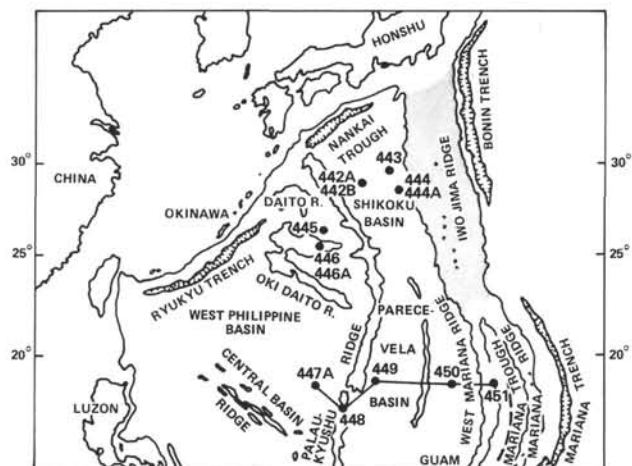 HONSHU
BONIN TRENCH
NANKAI
TROUGH
30°
443
30°
CHINA
442A
442B
444
444A
IWO JIMA RIDGE
DAITO R.
SHIKOKU
BASIN
OKINAWA
445
25°
446
446A
25°
RYUKYU TRENCH
OKI DAITO R.
WEST PHILIPPINE
BASIN
PARECE-
RIDGE
WEST MARIANA RIDGE
TROUGH
RIDGE
TRENCH
20°
VELA
20°
CENTRAL BASIN
RIDGE
447A
449
450
451
LUZON
BASIN
448
PALAU-
KYUSHU
GUAM
MARIANA
MARIANA
MARIANA